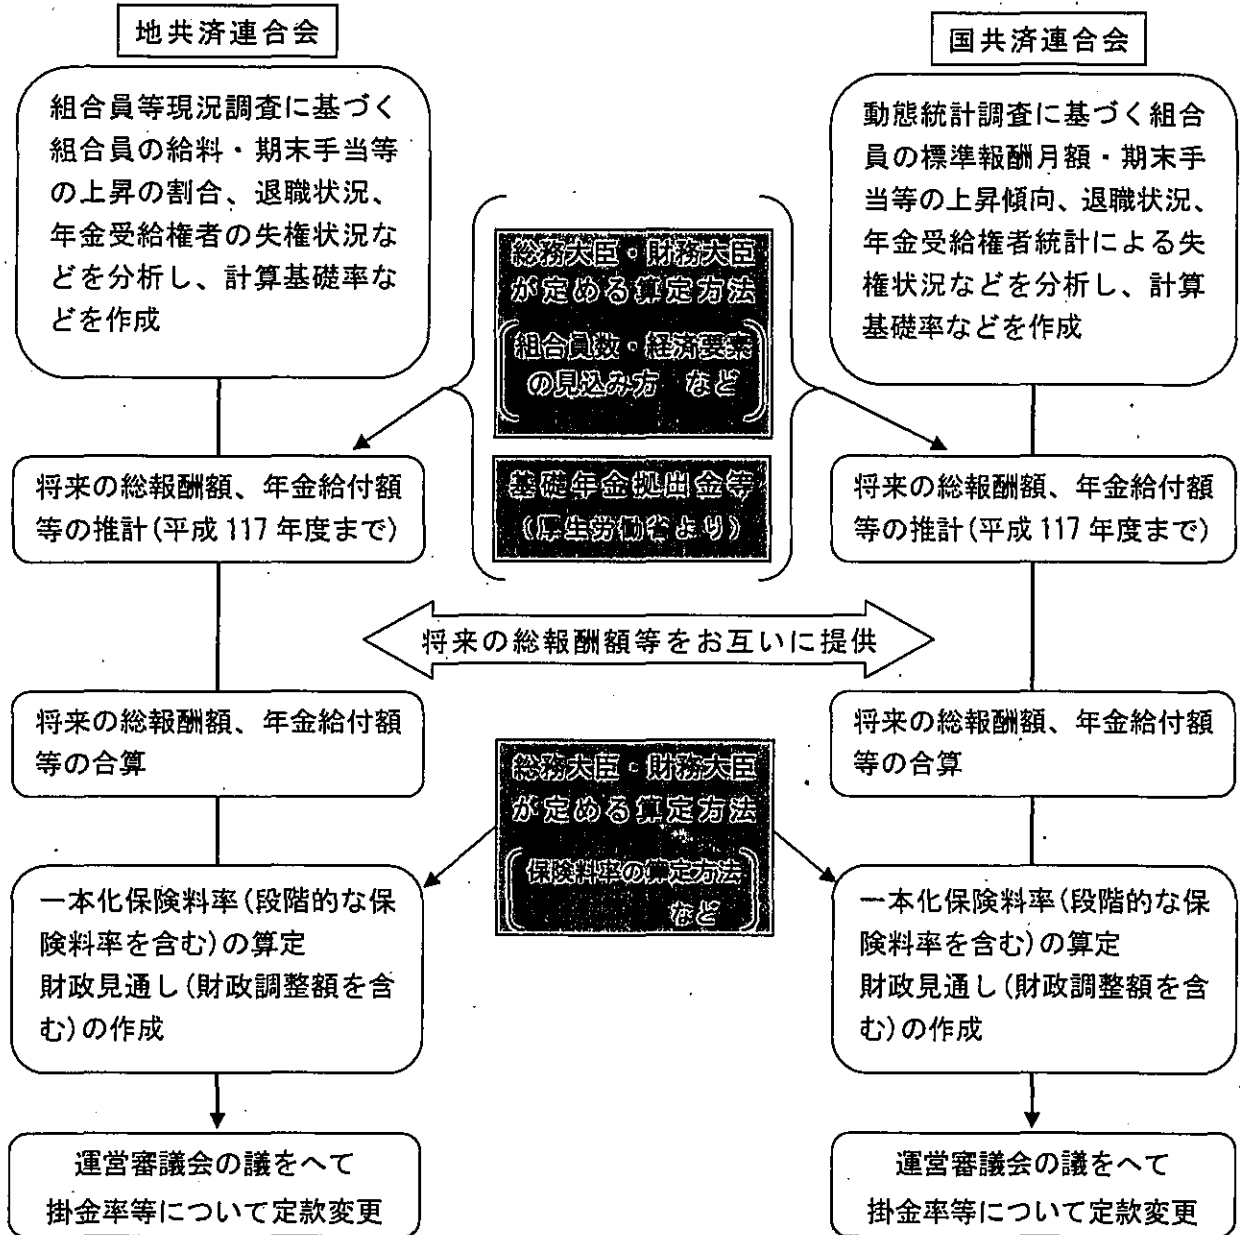 地共済連合会
組合員等現況調査に基づく
組合員の給料・期末手当等
の上昇の割合、退職状況、
年金受給権者の失権状況な
どを分析し、計算基礎率な
どを作成
国共済連合会
動態統計調査に基づく組合
員の標準報酬月額・期末手
当等の上昇傾向、退職状況、
年金受給権者統計による失
権状況などを分析し、計算
基礎率などを作成
総務大臣・財務大臣
が定める算定方法
組合員数・経済要素
の見込み方 など
基礎年金拠出金等
(厚生労働省より)
将来の総報酬額、年金給付額
等の推計(平成 117 年度まで)
将来の総報酬額、年金給付額
等の推計(平成 117 年度まで)
将来の総報酬額等をお互いに提供
将来の総報酬額、年金給付額
等の合算
将来の総報酬額、年金給付額
等の合算
総務大臣・財務大臣
が定める算定方法
保険料率の算定方法
など
一本化保険料率(段階的な保
険料率を含む)の算定
財政見通し(財政調整額を含
む)の作成
一本化保険料率(段階的な保
険料率を含む)の算定
財政見通し(財政調整額を含
む)の作成
運営審議会の議をへて
掛金率等について定款変更
運営審議会の議をへて
掛金率等について定款変更